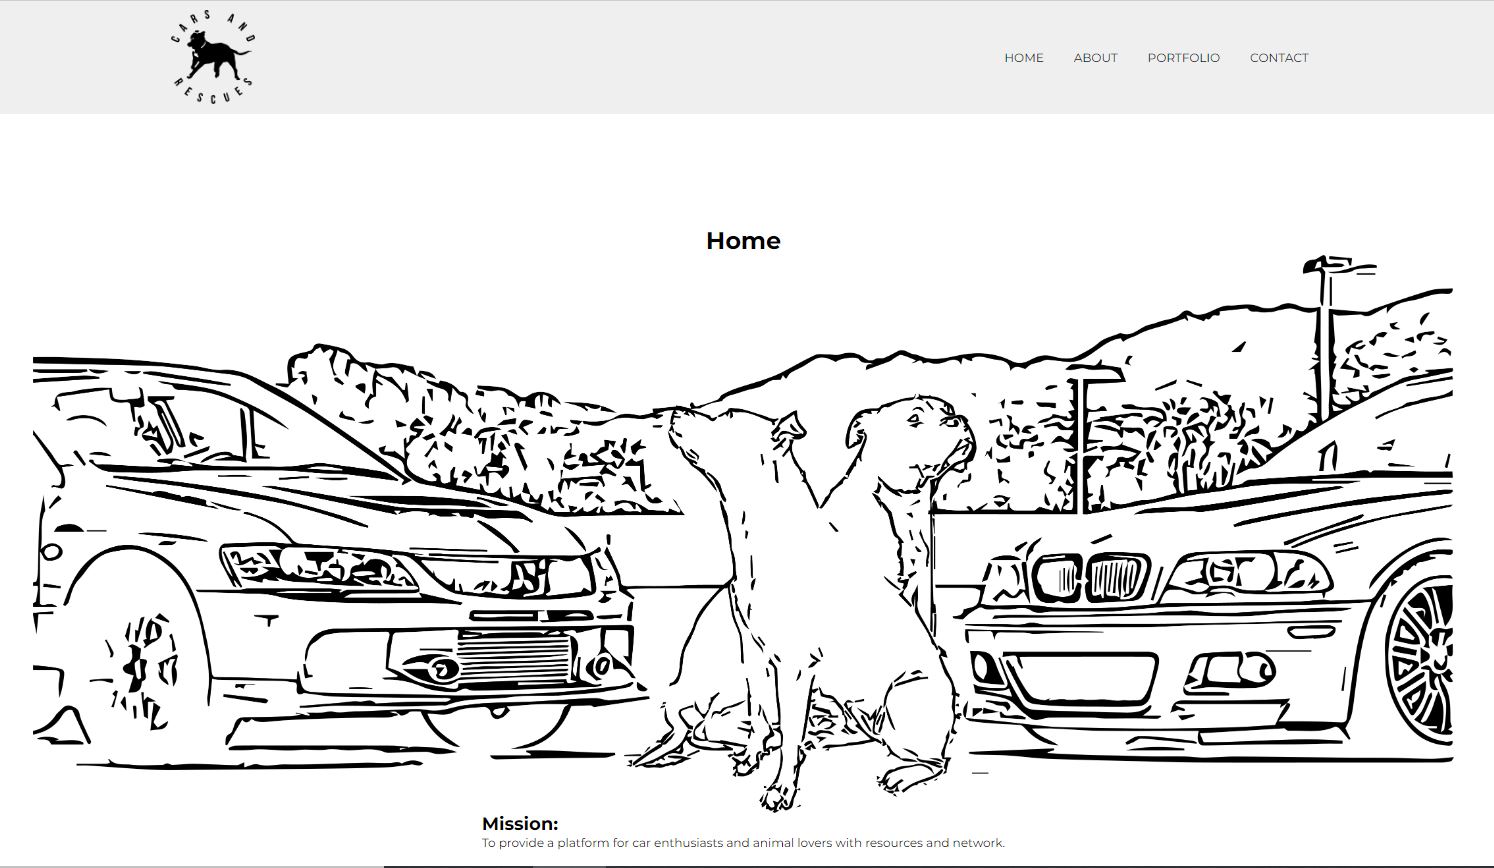 CARS AND
RESCUES
HOME ABOUT PORTFOLIO CONTACT
Home
Mission:
To provide a platform for car enthusiasts and animal lovers with resources and network.